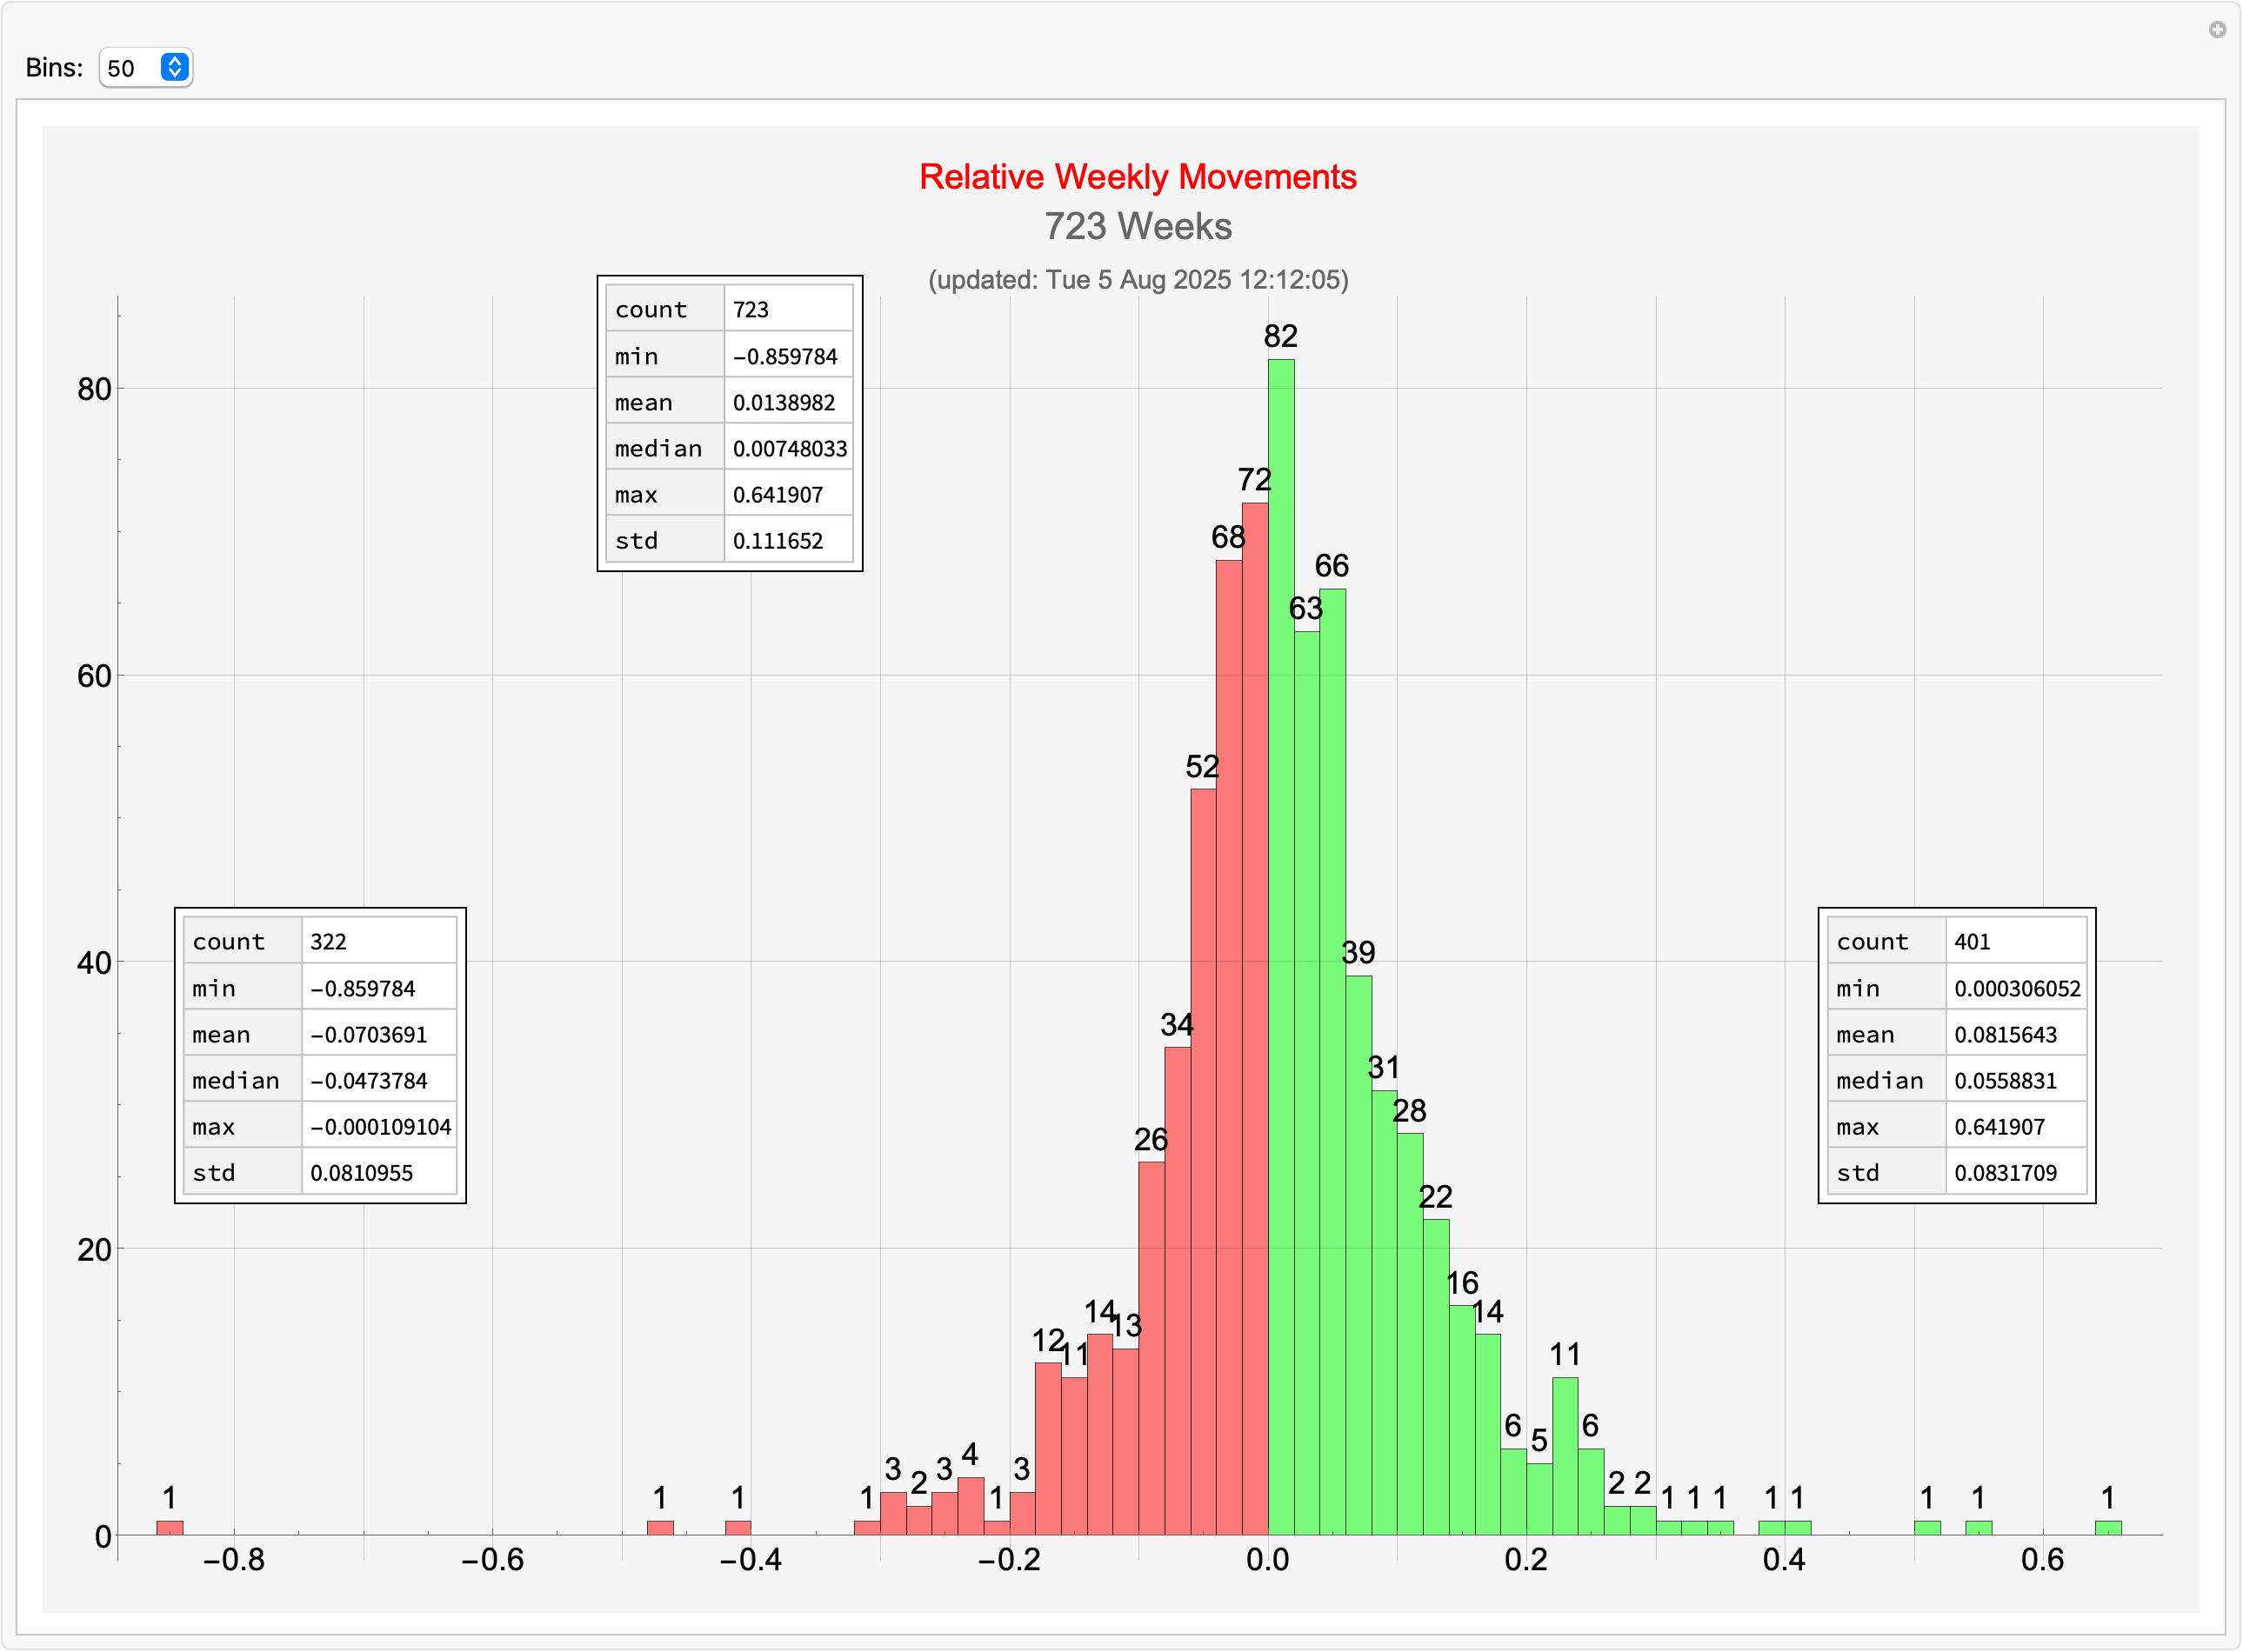 Bins: 50
Relative Weekly Movements
723 Weeks
(updated: Tue 5 Aug 2025 12:12:05)
count 723
min −0.859784
mean 0.0138982
median 0.00748033
max 0.641907
std 0.111652
count 322
min −0.859784
mean −0.0703691
median −0.0473784
max −0.000109104
std 0.0810955
count 401
min 0.000306052
mean 0.0815643
median 0.0558831
max 0.641907
std 0.0831709
80
60
40
20
0
1 1 1 1 3 2 3 4 1 3 12 11 14 13 26 34 52 68 72 82 63 66 39 31 28 22 16 14 6 5 11 6 2 2 1 1 1 1 1 1 1 1
−0.8 −0.6 −0.4 −0.2 0.0 0.2 0.4 0.6